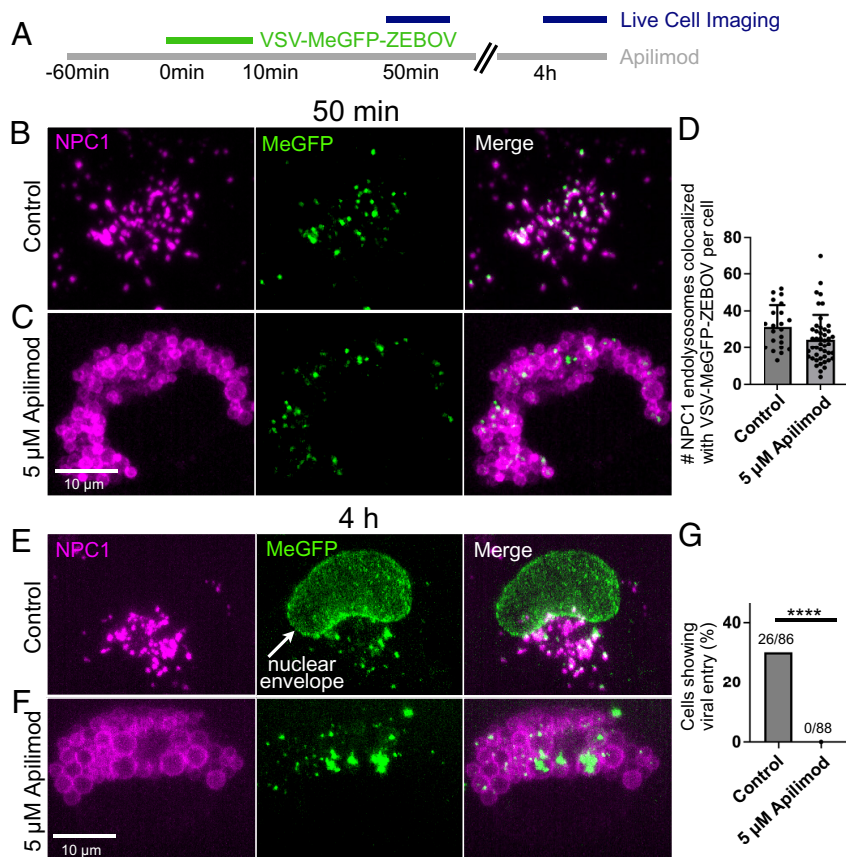 A
Live Cell Imaging
VSV-MeGFP-ZEBOV
Apilimod
-60min 0min 10min 50min 4h
50 min
B
NPC1 MeGFP Merge
Control
C
5 µM Apilimod
10 µm
D
# NPC1 endolysosomes colocalized
with VSV-MeGFP-ZEBOV per cell
80
60
40
20
0
Control 5 µM Apilimod
4 h
E
NPC1 MeGFP Merge
Control
nuclear
envelope
F
5 µM Apilimod
10 µm
G
Cells showing
viral entry (%)
****
40
20
0
26/86
0/88
Control 5 µM Apilimod